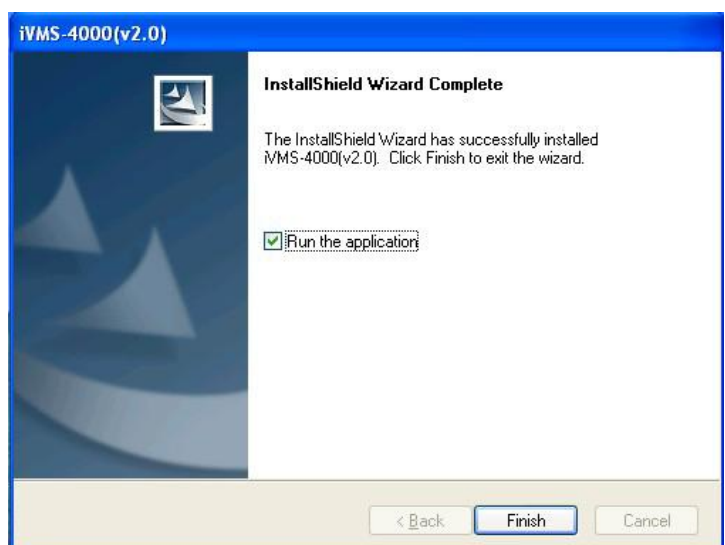 iVMS-4000(v2.0)
InstallShield Wizard Complete
The InstallShield Wizard has successfully installed
iVMS-4000(v2.0). Click Finish to exit the wizard.
Run the application
< Back
Finish
Cancel